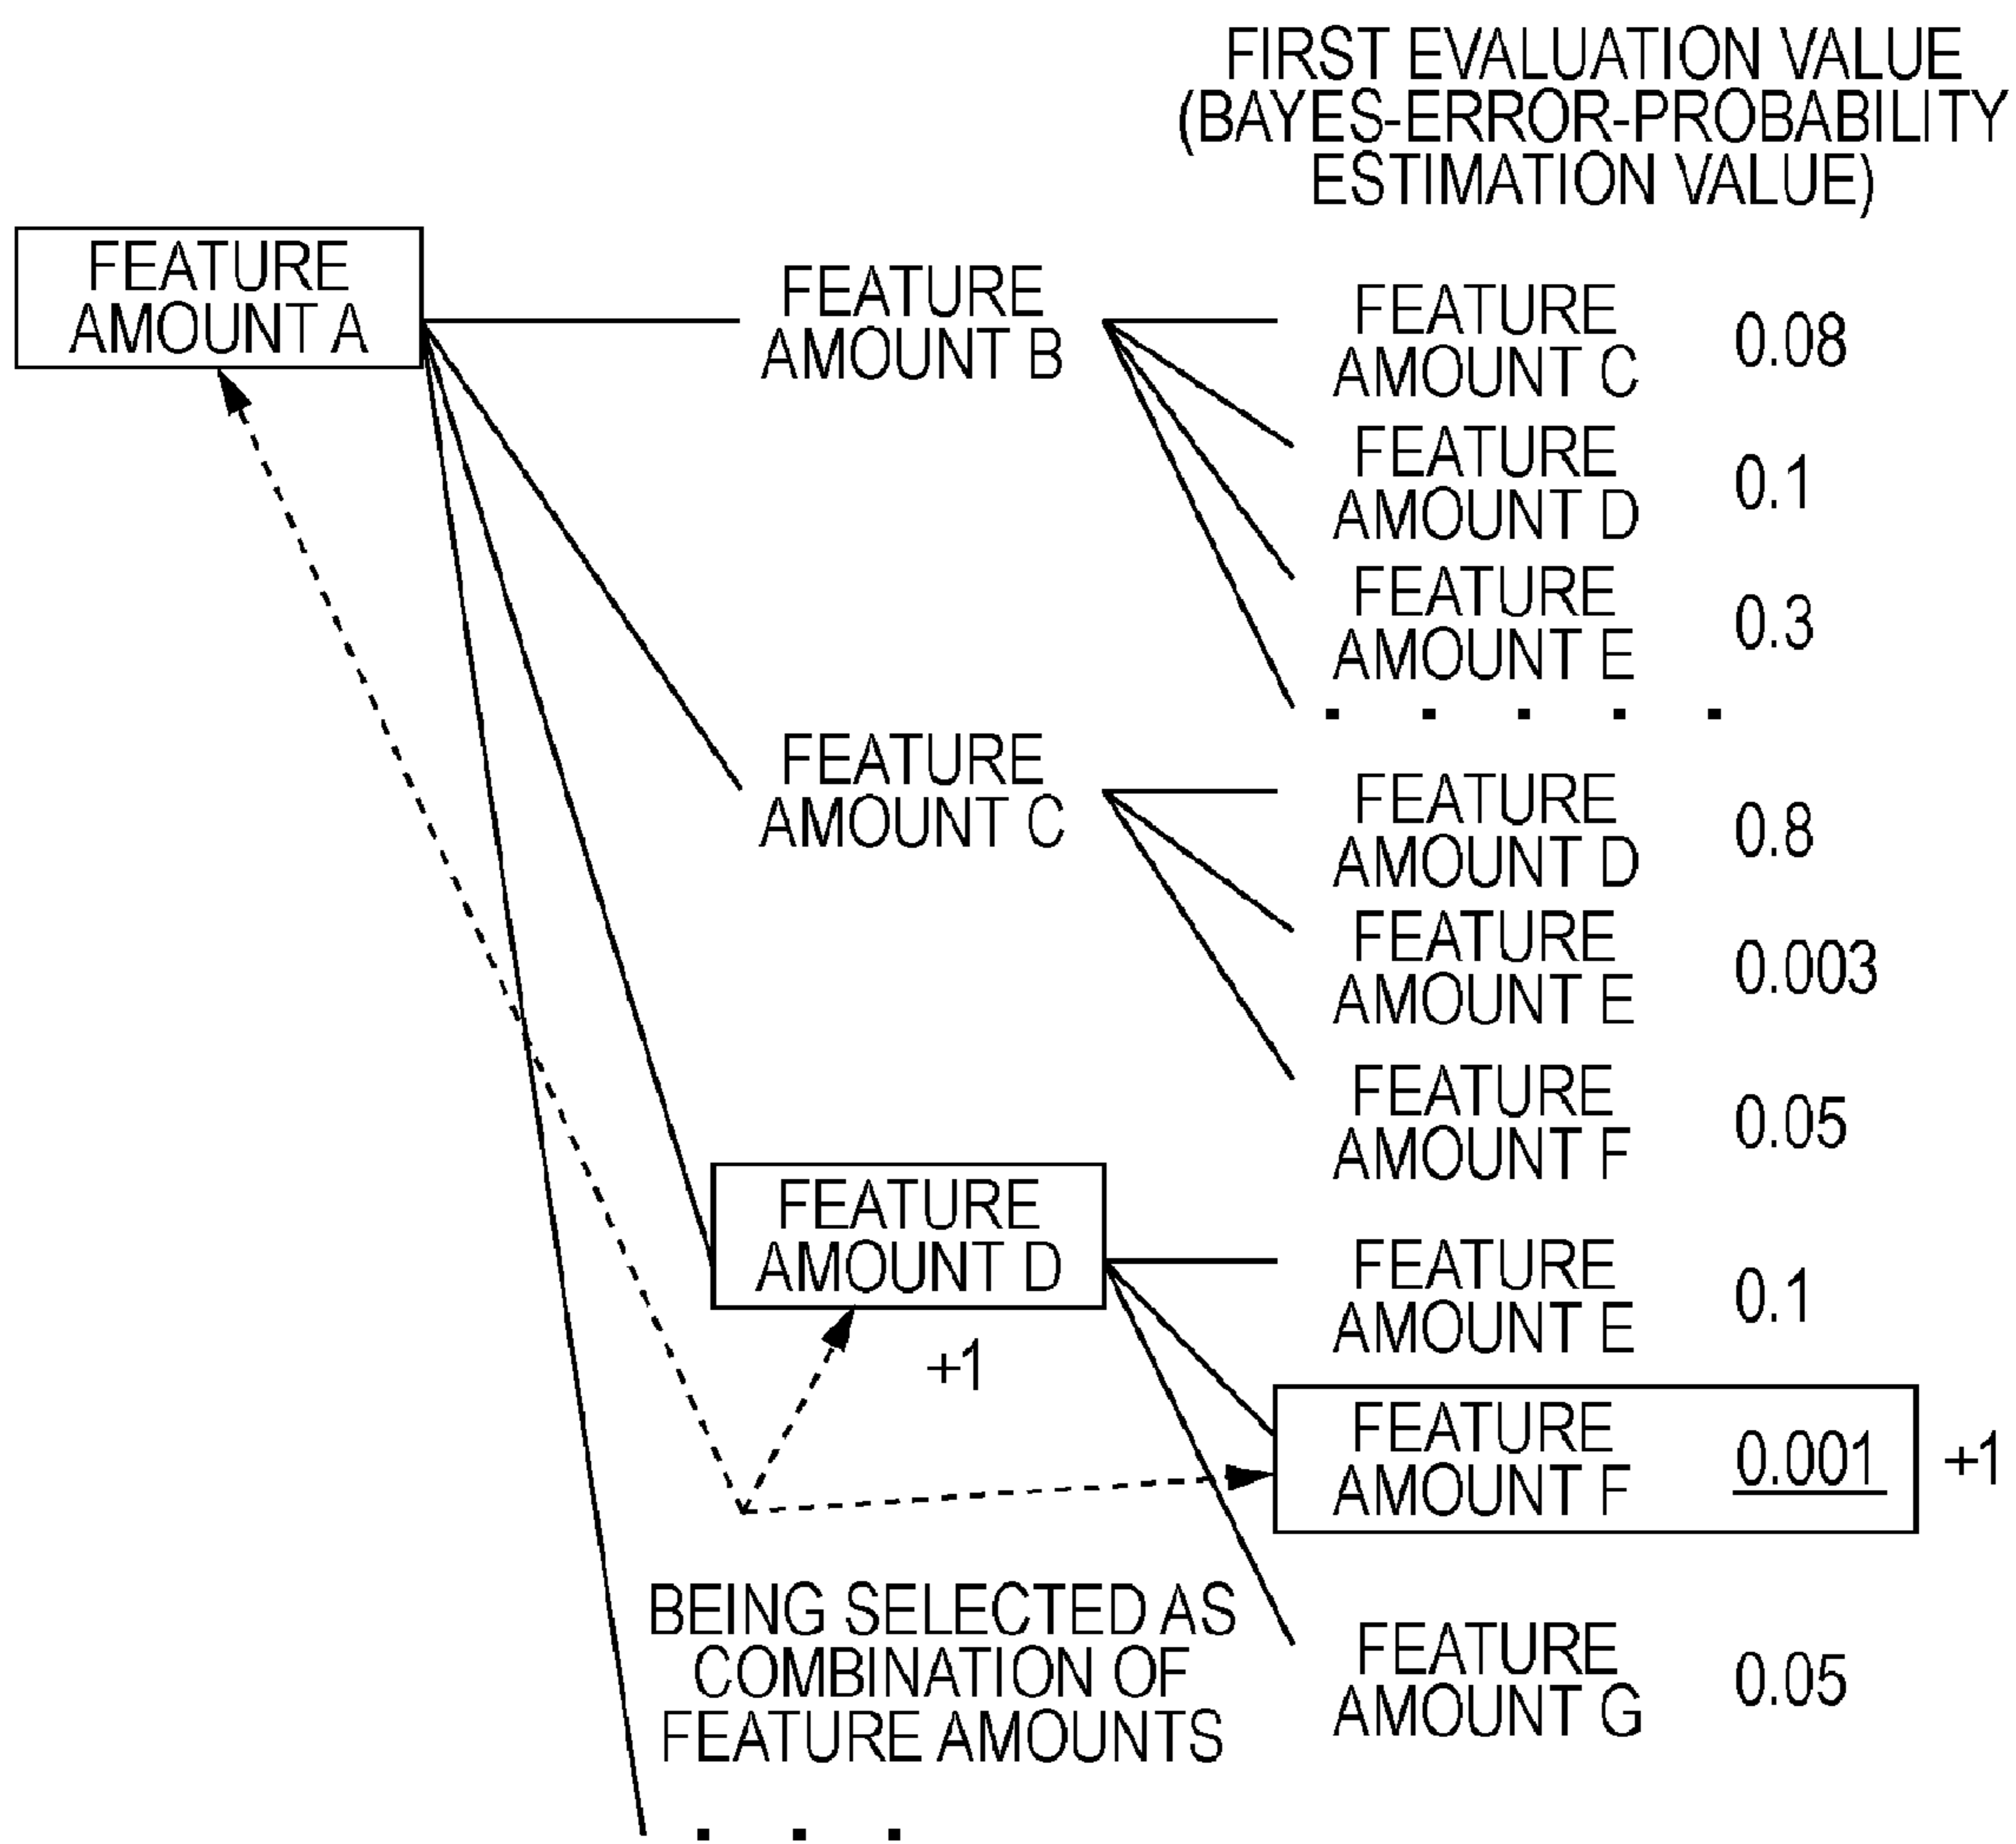 FIRST EVALUATION VALUE
(BAYES-ERROR-PROBABILITY
ESTIMATION VALUE)
FEATURE
AMOUNT A
FEATURE
AMOUNT B
FEATURE
AMOUNT C
0.08
FEATURE
AMOUNT D
0.1
FEATURE
AMOUNT E
0.3
. . . . .
FEATURE
AMOUNT C
FEATURE
AMOUNT D
0.8
FEATURE
AMOUNT E
0.003
FEATURE
AMOUNT F
0.05
FEATURE
AMOUNT D
+1
FEATURE
AMOUNT E
0.1
FEATURE
AMOUNT F
0.001
+1
FEATURE
AMOUNT G
0.05
BEING SELECTED AS
COMBINATION OF
FEATURE AMOUNTS
. . .